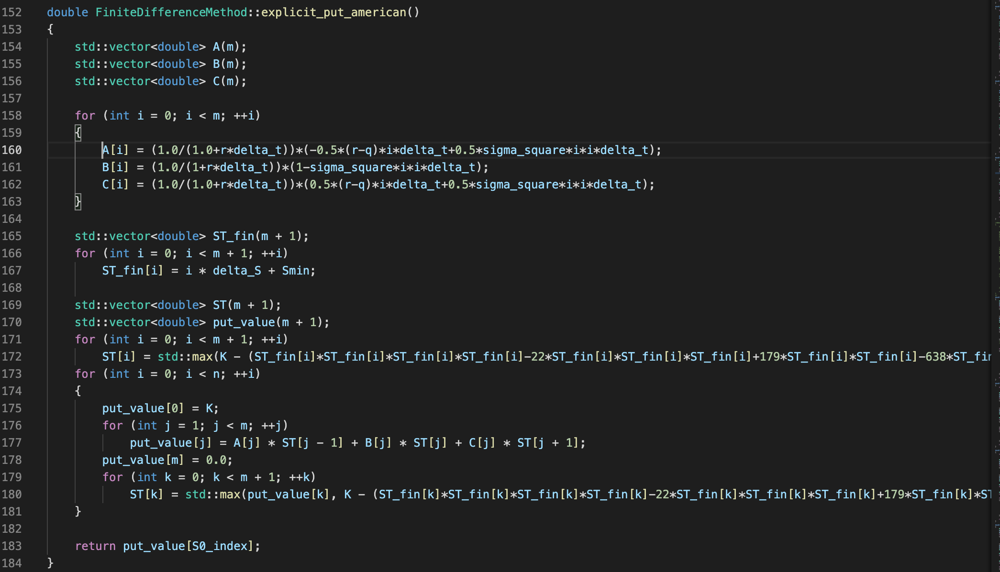 152 double FiniteDifferenceMethod::explicit_put_american()
153 {
154 std::vector<double> A(m);
155 std::vector<double> B(m);
156 std::vector<double> C(m);
157
158 for (int i = 0; i < m; ++i)
159 {
160 A[i] = (1.0/(1.0+r*delta_t))*(-0.5*(r-q)*i*delta_t+0.5*sigma_square*i*i*delta_t);
161 B[i] = (1.0/(1+r*delta_t))*(1-sigma_square*i*i*delta_t);
162 C[i] = (1.0/(1.0+r*delta_t))*(0.5*(r-q)*i*delta_t+0.5*sigma_square*i*i*delta_t);
163 }
164
165 std::vector<double> ST_fin(m + 1);
166 for (int i = 0; i < m + 1; ++i)
167 ST_fin[i] = i * delta_S + Smin;
168
169 std::vector<double> ST(m + 1);
170 std::vector<double> put_value(m + 1);
171 for (int i = 0; i < m + 1; ++i)
172 ST[i] = std::max(K - (ST_fin[i]*ST_fin[i]*ST_fin[i]*ST_fin[i]-22*ST_fin[i]*ST_fin[i]*ST_fin[i]+179*ST_fin[i]*ST_fin[i]-638*ST_fin
173 for (int i = 0; i < n; ++i)
174 {
175 put_value[0] = K;
176 for (int j = 1; j < m; ++j)
177 put_value[j] = A[j] * ST[j - 1] + B[j] * ST[j] + C[j] * ST[j + 1];
178 put_value[m] = 0.0;
179 for (int k = 0; k < m + 1; ++k)
180 ST[k] = std::max(put_value[k], K - (ST_fin[k]*ST_fin[k]*ST_fin[k]*ST_fin[k]-22*ST_fin[k]*ST_fin[k]*ST_fin[k]+179*ST_fin[k]*ST
181 }
182
183 return put_value[S0_index];
184 }